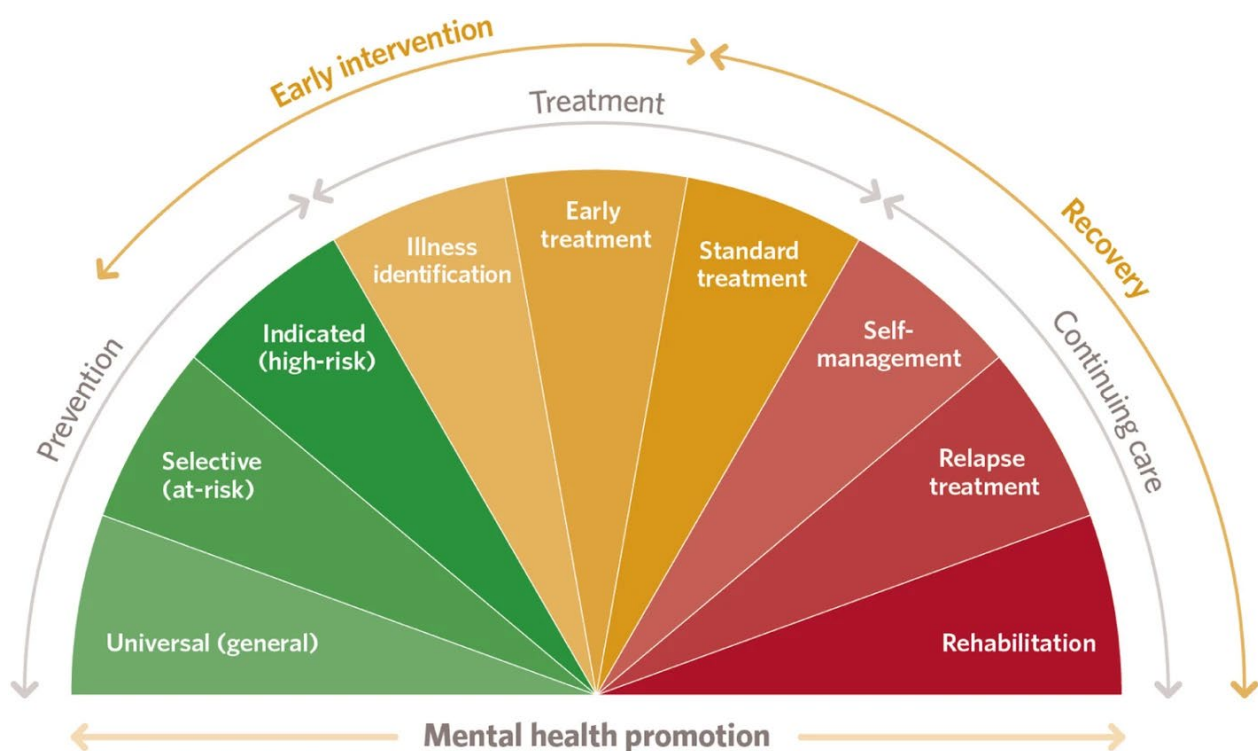 Early intervention
Treatment
Recovery
Prevention
Continuing care
Universal (general)
Selective
(at-risk)
Indicated
(high-risk)
Illness
identification
Early
treatment
Standard
treatment
Self-
management
Relapse
treatment
Rehabilitation
Mental health promotion